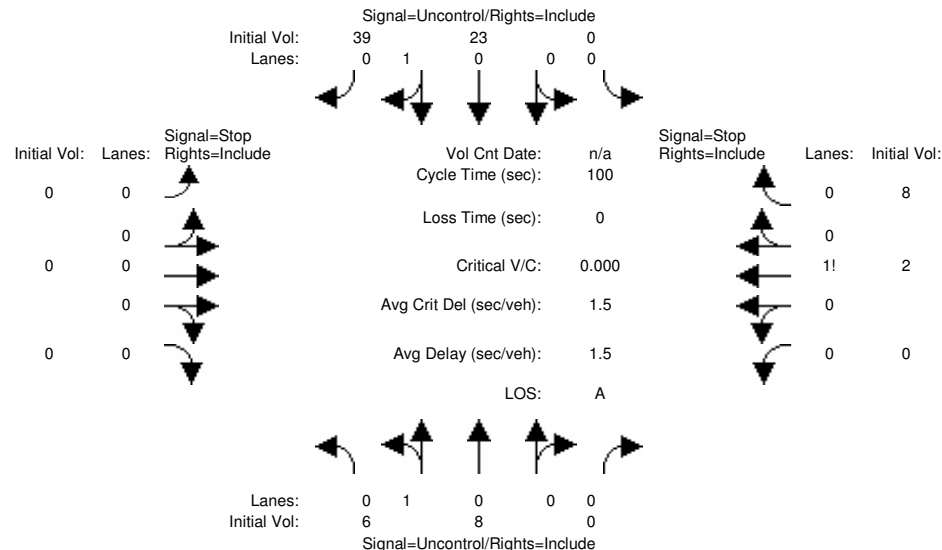 Signal=Uncontrol/Rights=Include
Initial Vol: 39 23 0
Lanes: 0 1 0 0 0
Signal=Stop Signal=Stop
Initial Vol: Lanes: Rights=Include Vol Cnt Date: n/a Rights=Include Lanes: Initial Vol:
Cycle Time (sec): 100
0 0 0 8
Loss Time (sec): 0
0 0
0 0 Critical V/C: 0.000 1! 2
0 Avg Crit Del (sec/veh): 1.5 0
0 0 Avg Delay (sec/veh): 1.5 0 0
LOS: A
Lanes: 0 1 0 0 0
Initial Vol: 6 8 0
Signal=Uncontrol/Rights=Include